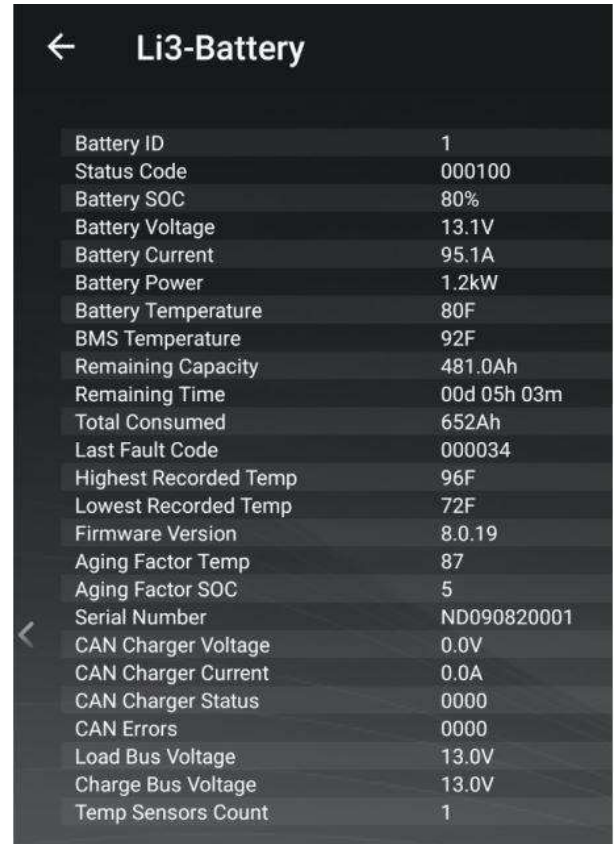 Li3-Battery
Battery ID 1
Status Code 000100
Battery SOC 80%
Battery Voltage 13.1V
Battery Current 95.1A
Battery Power 1.2kW
Battery Temperature 80F
BMS Temperature 92F
Remaining Capacity 481.0Ah
Remaining Time 00d 05h 03m
Total Consumed 652Ah
Last Fault Code 000034
Highest Recorded Temp 96F
Lowest Recorded Temp 72F
Firmware Version 8.0.19
Aging Factor Temp 87
Aging Factor SOC 5
Serial Number ND090820001
CAN Charger Voltage 0.0V
CAN Charger Current 0.0A
CAN Charger Status 0000
CAN Errors 0000
Load Bus Voltage 13.0V
Charge Bus Voltage 13.0V
Temp Sensors Count 1